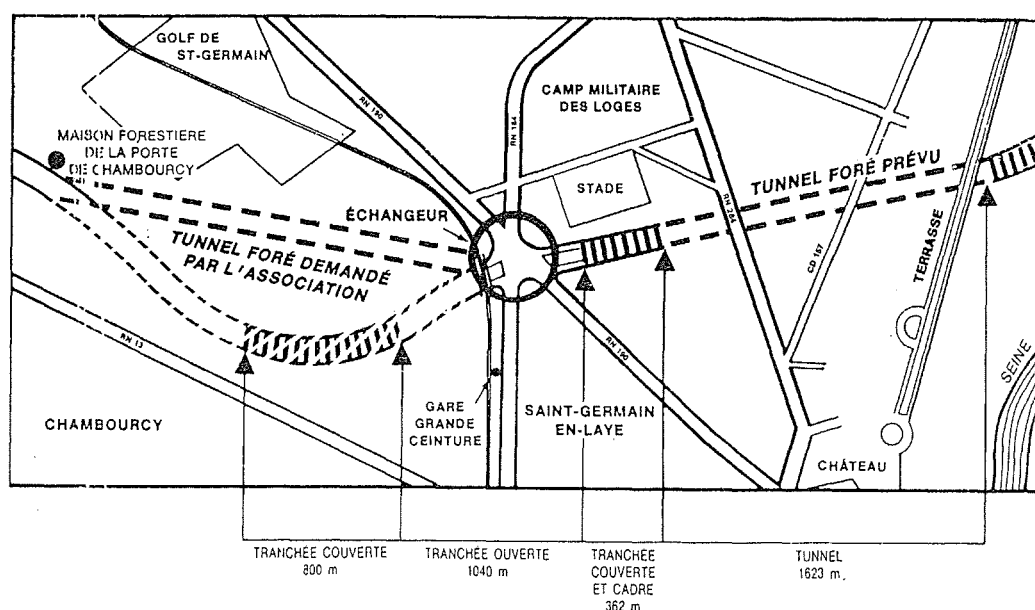 GOLF DE
ST-GERMAIN
RN 190
RN 184
CAMP MILITAIRE
DES LOGES
MAISON FORESTIERE
DE LA PORTE
DE CHAMBOURCY
STADE
TUNNEL FORÉ PRÉVU
ÉCHANGEUR
RN 284
TUNNEL FORÉ DEMANDÉ
PAR L'ASSOCIATION
CD 157
TERRASSE
RN 13
RN 190
SEINE
GARE
GRANDE
CEINTURE
SAINT-GERMAIN
EN-LAYE
CHAMBOURCY
CHÂTEAU
TRANCHÉE COUVERTE
800 m
TRANCHÉE OUVERTE
1040 m
TRANCHÉE
COUVERTE
ET CADRE
362 m
TUNNEL
1623 m